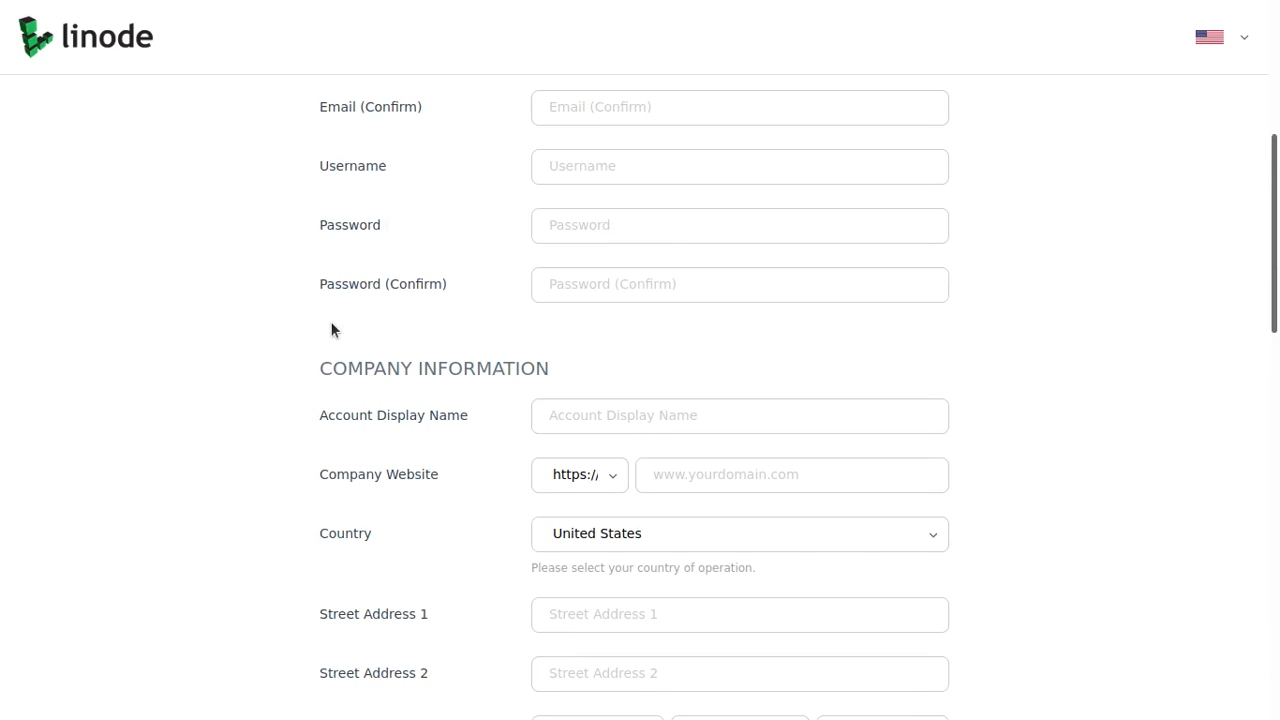 linode
Email (Confirm)
Email (Confirm)
Username
Username
Password
Password
Password (Confirm)
Password (Confirm)
COMPANY INFORMATION
Account Display Name
Account Display Name
Company Website
https://
www.yourdomain.com
Country
United States
Please select your country of operation.
Street Address 1
Street Address 1
Street Address 2
Street Address 2